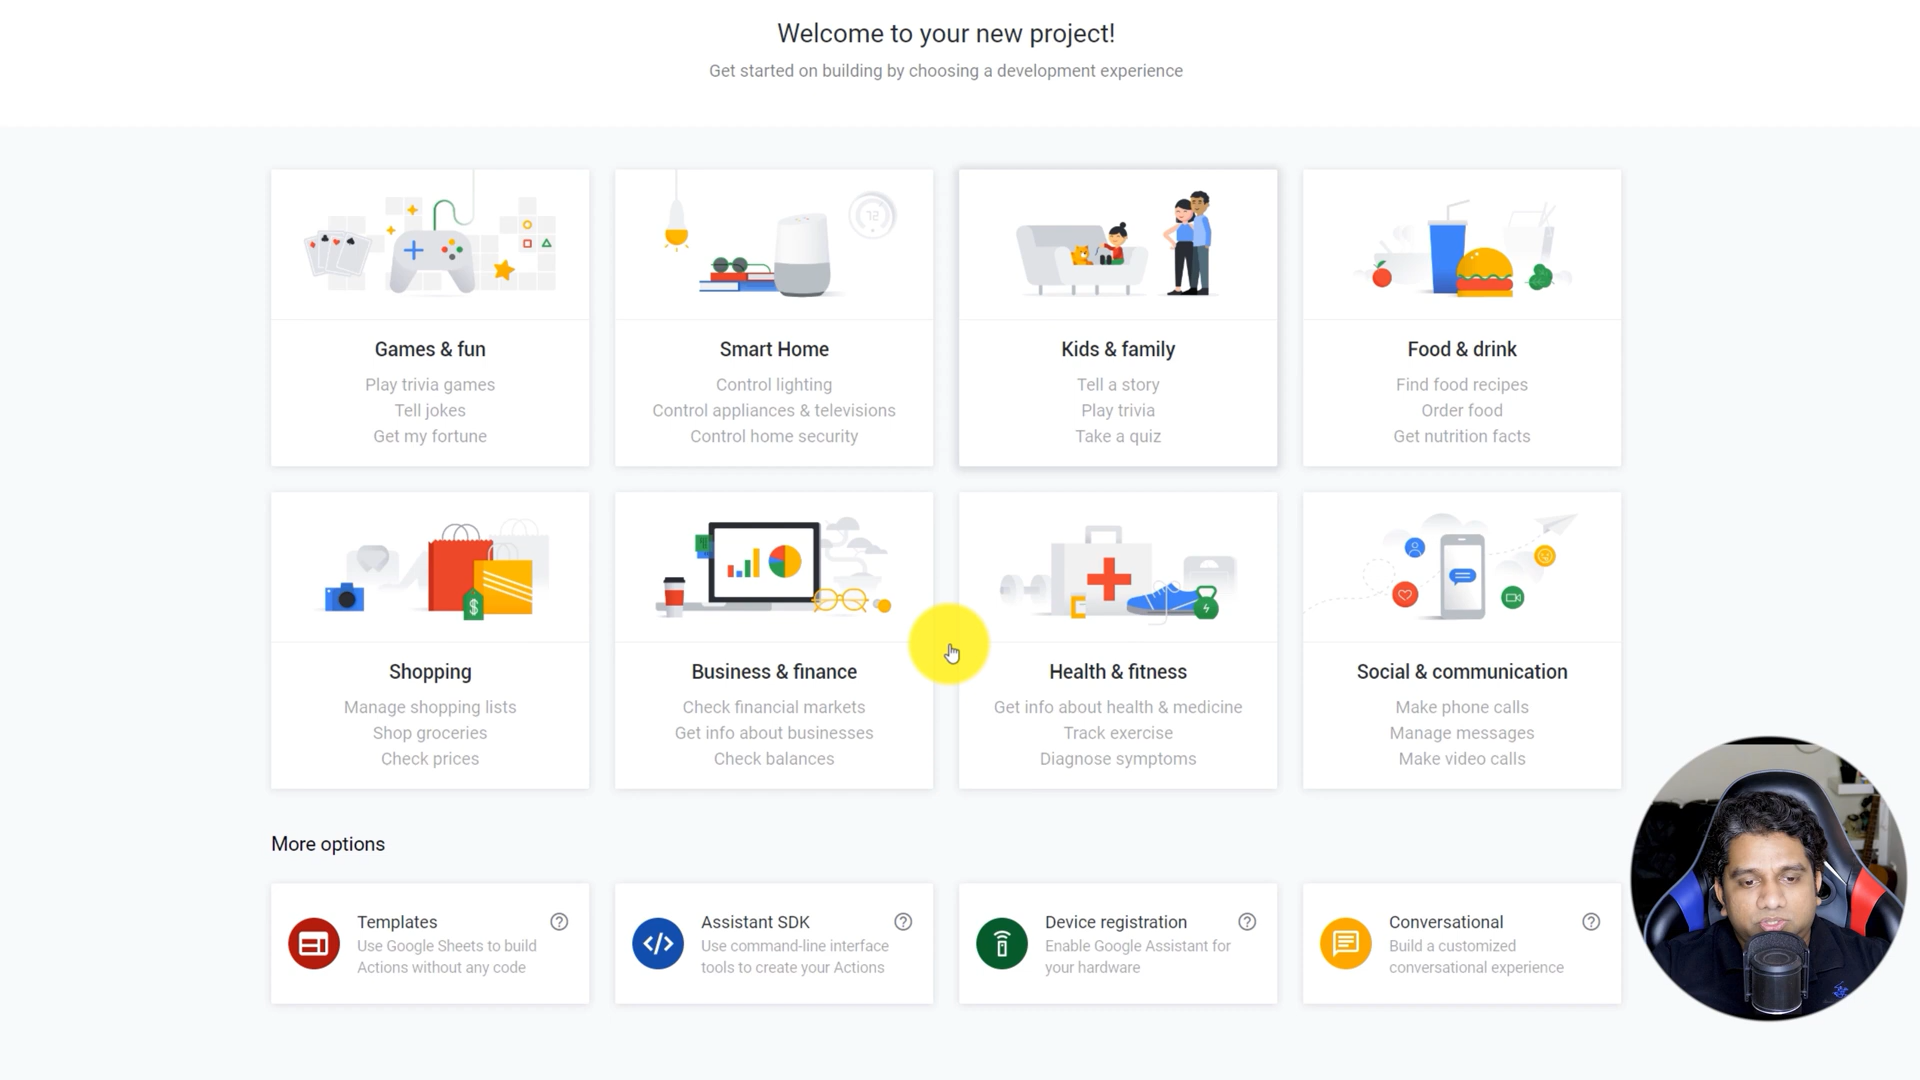 Welcome to your new project!
Get started on building by choosing a development experience
72
Games & fun
Play trivia games
Tell jokes
Get my fortune
Smart Home
Control lighting
Control appliances & televisions
Control home security
Kids & family
Tell a story
Play trivia
Take a quiz
Food & drink
Find food recipes
Order food
Get nutrition facts
$
Shopping
Manage shopping lists
Shop groceries
Check prices
Business & finance
Check financial markets
Get info about businesses
Check balances
Health & fitness
Get info about health & medicine
Track exercise
Diagnose symptoms
Social & communication
Make phone calls
Manage messages
Make video calls
More options
Templates
Use Google Sheets to build
Actions without any code
Assistant SDK
Use command-line interface
tools to create your Actions
Device registration
Enable Google Assistant for
your hardware
Conversational
Build a customized
conversational experience